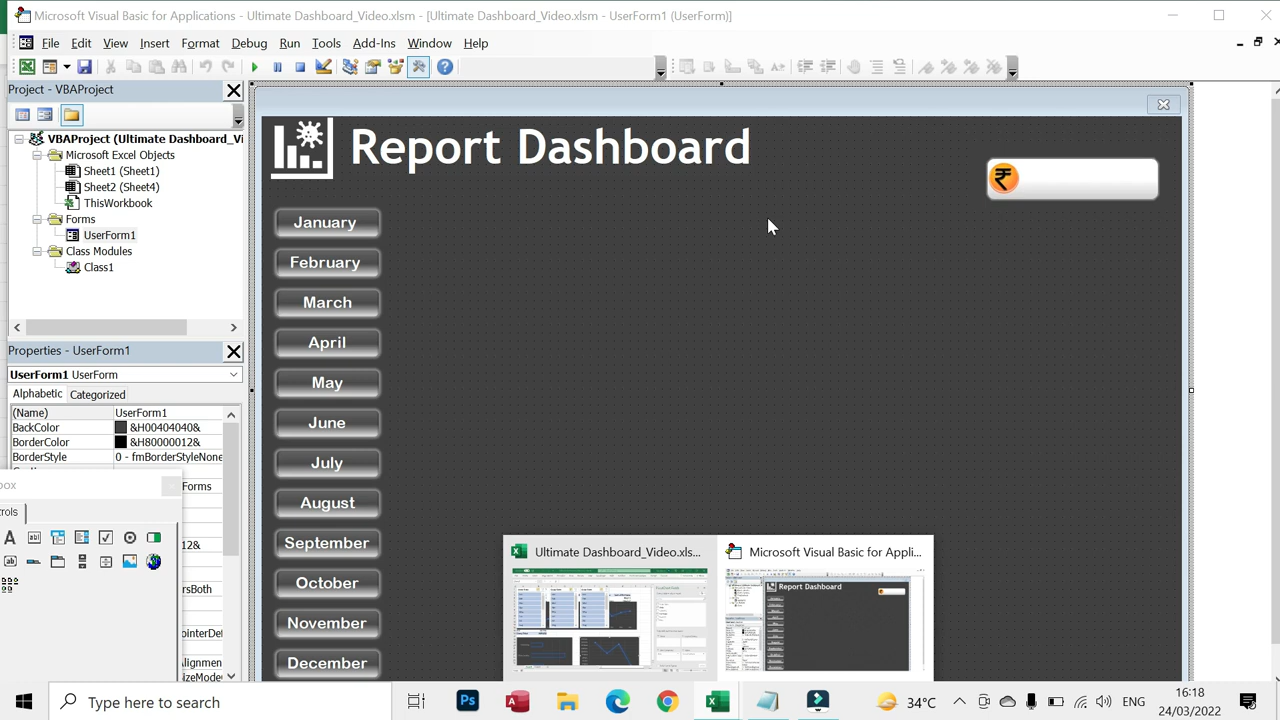 Microsoft Visual Basic for Applications - Ultimate Dashboard_Video.xlsm - [Ultimate Dashboard_Video.xlsm - UserForm1 (UserForm)]
File Edit View Insert Format Debug Run Tools Add-Ins Window Help
Project - VBAProject
VBAProject (Ultimate Dashboard_Vi
Microsoft Excel Objects
Sheet1 (Sheet1)
Sheet2 (Sheet4)
ThisWorkbook
Forms
UserForm1
Class Modules
Class1
Properties - UserForm1
UserForm1 UserForm
Alphabetic Categorized
(Name) UserForm1
BackColor &H00404040&
BorderColor &H80000012&
BorderStyle 0 - fmBorderStyleNone
ox
Forms
rols
12&
rsBoth
ointerDe
lignment
Report Dashboard
₹
January
February
March
April
May
June
July
August
September
October
November
December
Ultimate Dashboard_Video.xls...
Microsoft Visual Basic for Appli...
Report Dashboard
Type here to search
34°C
ENG
16:18
24/03/2022